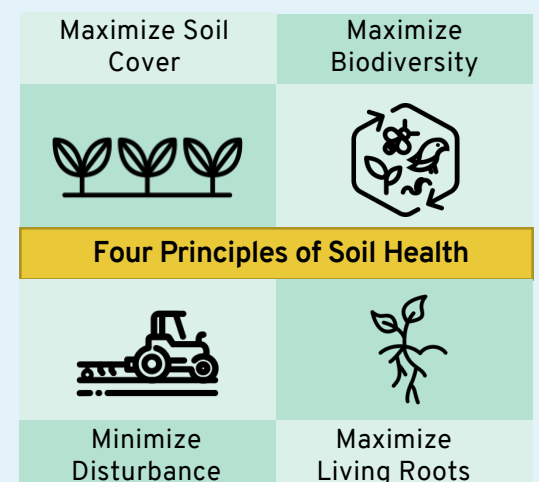 Maximize Soil
Cover
Maximize
Biodiversity
Four Principles of Soil Health
Minimize
Disturbance
Maximize
Living Roots